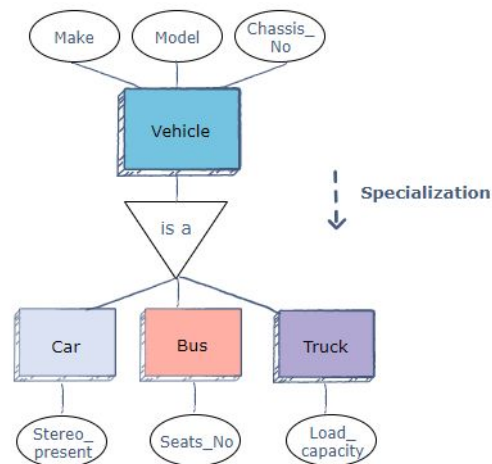 Make
Model
Chassis_
No
Vehicle
is a
Specialization
Car
Bus
Truck
Stereo_
present
Seats_No
Load_
capacity